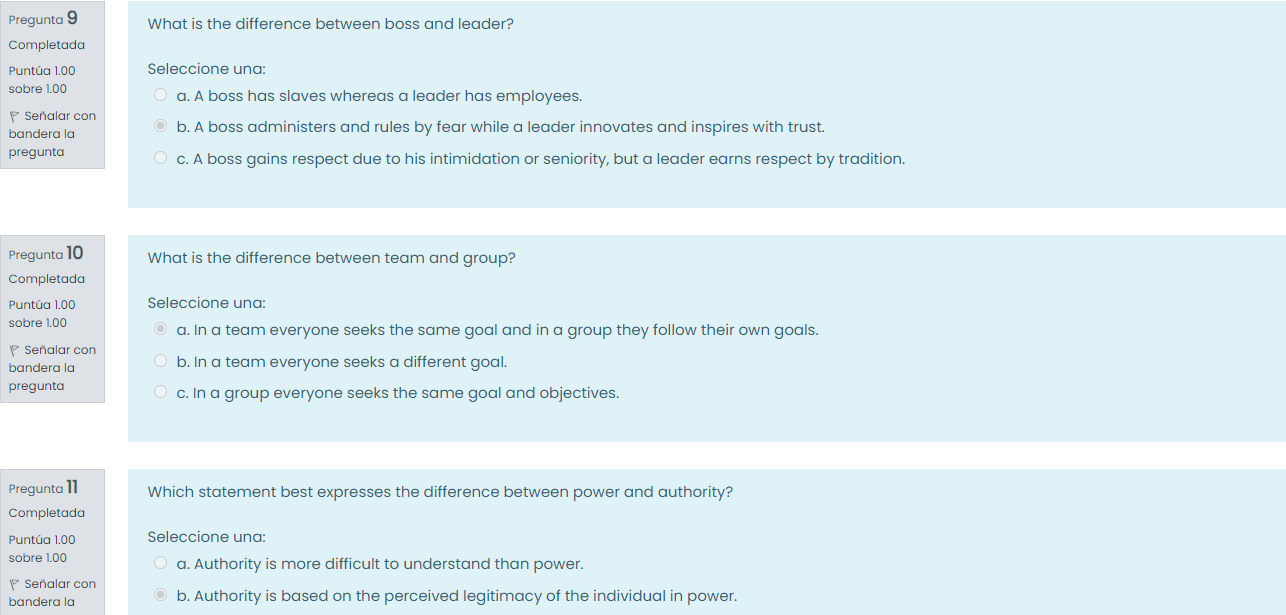 Pregunta 9
Completada
Puntúa 1.00
sobre 1.00
Señalar con
bandera la
pregunta
What is the difference between boss and leader?
Seleccione una:
a. A boss has slaves whereas a leader has employees.
b. A boss administers and rules by fear while a leader innovates and inspires with trust.
c. A boss gains respect due to his intimidation or seniority, but a leader earns respect by tradition.
Pregunta 10
Completada
Puntúa 1.00
sobre 1.00
Señalar con
bandera la
pregunta
What is the difference between team and group?
Seleccione una:
a. In a team everyone seeks the same goal and in a group they follow their own goals.
b. In a team everyone seeks a different goal.
c. In a group everyone seeks the same goal and objectives.
Pregunta 11
Completada
Puntúa 1.00
sobre 1.00
Señalar con
bandera la
Which statement best expresses the difference between power and authority?
Seleccione una:
a. Authority is more difficult to understand than power.
b. Authority is based on the perceived legitimacy of the individual in power.